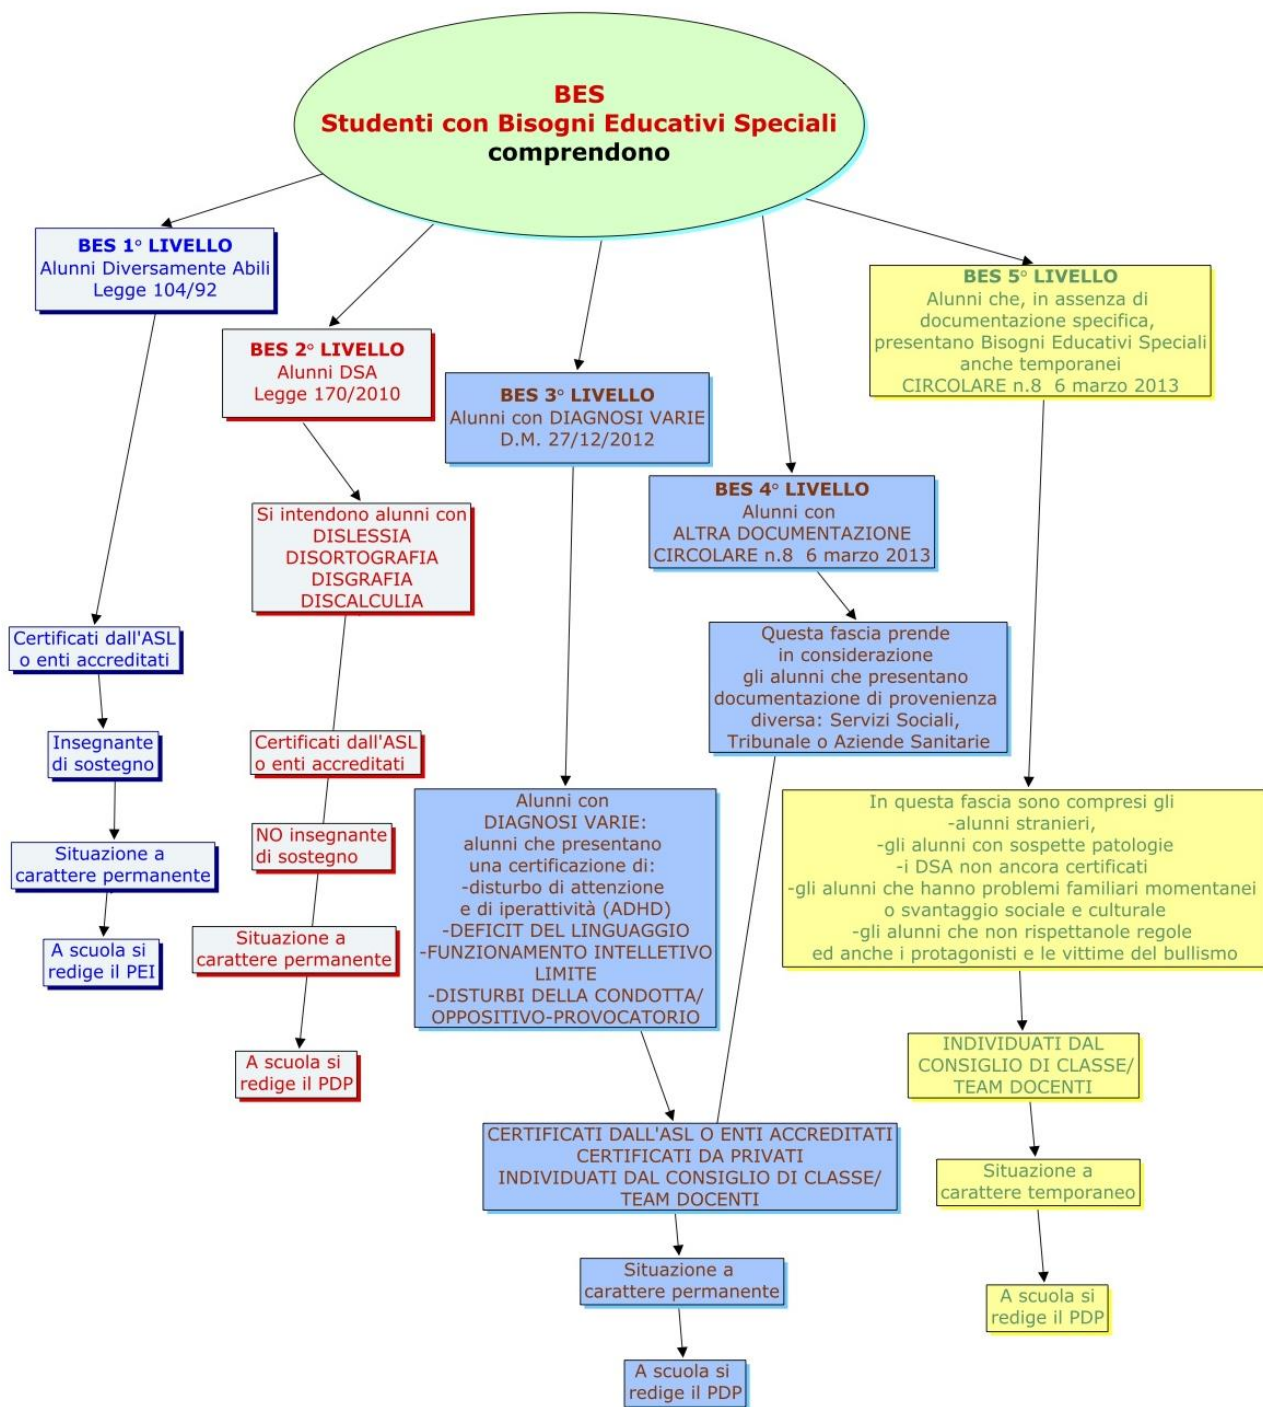 BES
Studenti con Bisogni Educativi Speciali
comprendono
BES 1° LIVELLO
Alunni Diversamente Abili
Legge 104/92
Certificati dall'ASL
o enti accreditati
Insegnante
di sostegno
Situazione a
carattere permanente
A scuola si
redige il PEI
BES 2° LIVELLO
Alunni DSA
Legge 170/2010
Si intendono alunni con
DISLESSIA
DISORTOGRAFIA
DISGRAFIA
DISCALCULIA
Certificati dall'ASL
o enti accreditati
NO insegnante
di sostegno
Situazione a
carattere permanente
A scuola si
redige il PDP
BES 3° LIVELLO
Alunni con DIAGNOSI VARIE
D.M. 27/12/2012
Alunni con
DIAGNOSI VARIE:
alunni che presentano
una certificazione di:
-disturbo di attenzione
e di iperattività (ADHD)
-DEFICIT DEL LINGUAGGIO
-FUNZIONAMENTO INTELLETIVO
LIMITE
-DISTURBI DELLA CONDOTTA/
OPPOSITIVO-PROVOCATORIO
BES 4° LIVELLO
Alunni con
ALTRA DOCUMENTAZIONE
CIRCOLARE n.8 6 marzo 2013
Questa fascia prende
in considerazione
gli alunni che presentano
documentazione di provenienza
diversa: Servizi Sociali,
Tribunale o Aziende Sanitarie
CERTIFICATI DALL'ASL O ENTI ACCREDITATI
CERTIFICATI DA PRIVATI
INDIVIDUATI DAL CONSIGLIO DI CLASSE/
TEAM DOCENTI
Situazione a
carattere permanente
A scuola si
redige il PDP
BES 5° LIVELLO
Alunni che, in assenza di
documentazione specifica,
presentano Bisogni Educativi Speciali
anche temporanei
CIRCOLARE n.8 6 marzo 2013
In questa fascia sono compresi gli
-alunni stranieri,
-gli alunni con sospette patologie
-i DSA non ancora certificati
-gli alunni che hanno problemi familiari momentanei
o svantaggio sociale e culturale
-gli alunni che non rispettanole regole
ed anche i protagonisti e le vittime del bullismo
INDIVIDUATI DAL
CONSIGLIO DI CLASSE/
TEAM DOCENTI
Situazione a
carattere temporaneo
A scuola si
redige il PDP